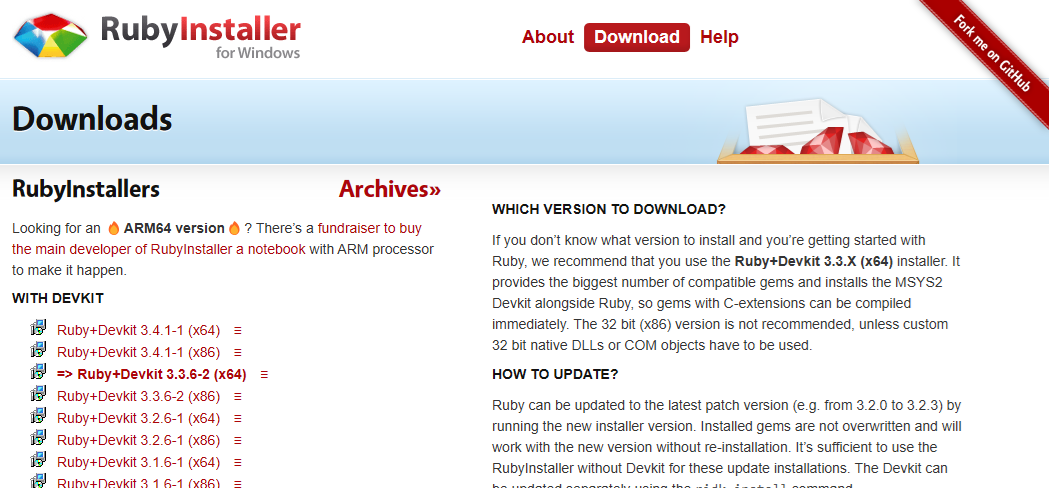 RubyInstaller
for Windows
About Download Help
Fork me on GitHub
Downloads
RubyInstallers
Archives»
Looking for an 🔥 ARM64 version 🔥 ? There's a fundraiser to buy
the main developer of RubyInstaller a notebook with ARM processor
to make it happen.
WITH DEVKIT
Ruby+Devkit 3.4.1-1 (x64) ≡
Ruby+Devkit 3.4.1-1 (x86) ≡
=> Ruby+Devkit 3.3.6-2 (x64) ≡
Ruby+Devkit 3.3.6-2 (x86) ≡
Ruby+Devkit 3.2.6-1 (x64) ≡
Ruby+Devkit 3.2.6-1 (x86) ≡
Ruby+Devkit 3.1.6-1 (x64) ≡
Ruby+Devkit 3.1.6-1 (x86) ≡
WHICH VERSION TO DOWNLOAD?
If you don't know what version to install and you're getting started with
Ruby, we recommend that you use the Ruby+Devkit 3.3.X (x64) installer. It
provides the biggest number of compatible gems and installs the MSYS2
Devkit alongside Ruby, so gems with C-extensions can be compiled
immediately. The 32 bit (x86) version is not recommended, unless custom
32 bit native DLLs or COM objects have to be used.
HOW TO UPDATE?
Ruby can be updated to the latest patch version (e.g. from 3.2.0 to 3.2.3) by
running the new installer version. Installed gems are not overwritten and will
work with the new version without re-installation. It's sufficient to use the
RubyInstaller without Devkit for these update installations. The Devkit can
be updated separately using the ridk install command.